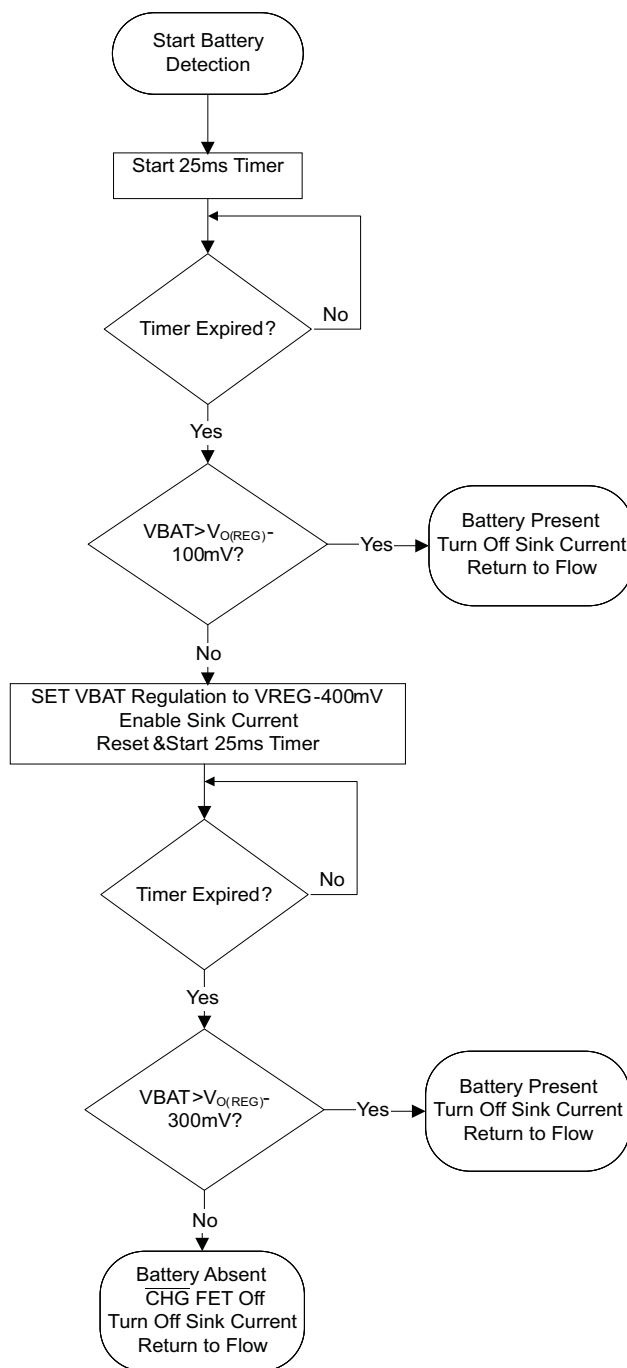 Start Battery
Detection
Start 25ms Timer
Timer Expired?
No
Yes
VBAT>VO(REG)-
100mV?
Yes
Battery Present
Turn Off Sink Current
Return to Flow
No
SET VBAT Regulation to VREG-400mV
Enable Sink Current
Reset &Start 25ms Timer
Timer Expired?
No
Yes
VBAT>VO(REG)-
300mV?
Yes
Battery Present
Turn Off Sink Current
Return to Flow
No
Battery Absent
C̅H̅G̅ FET Off
Turn Off Sink Current
Return to Flow